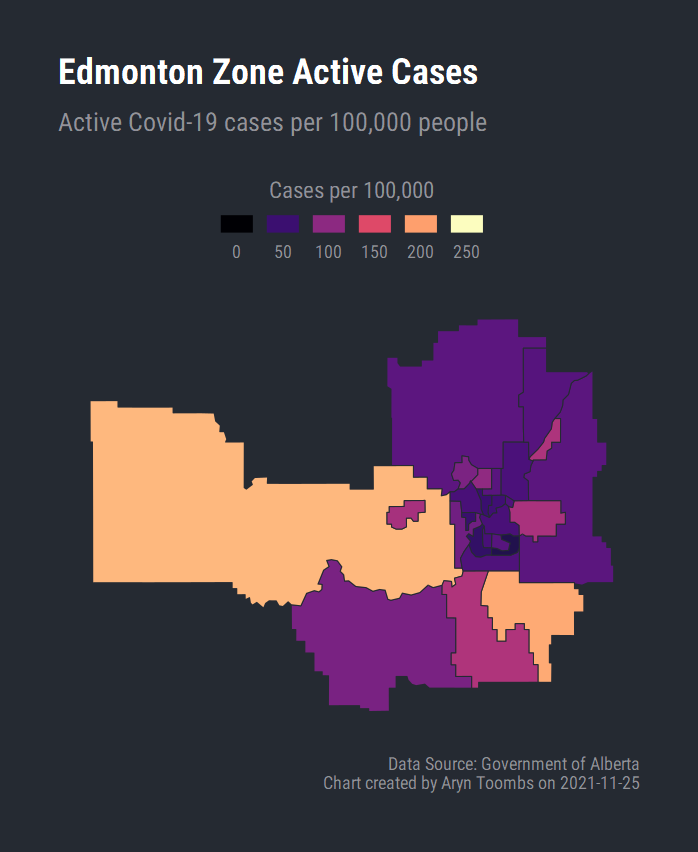 Edmonton Zone Active Cases
Active Covid-19 cases per 100,000 people
Cases per 100,000
0 50 100 150 200 250
Data Source: Government of Alberta
Chart created by Aryn Toombs on 2021-11-25